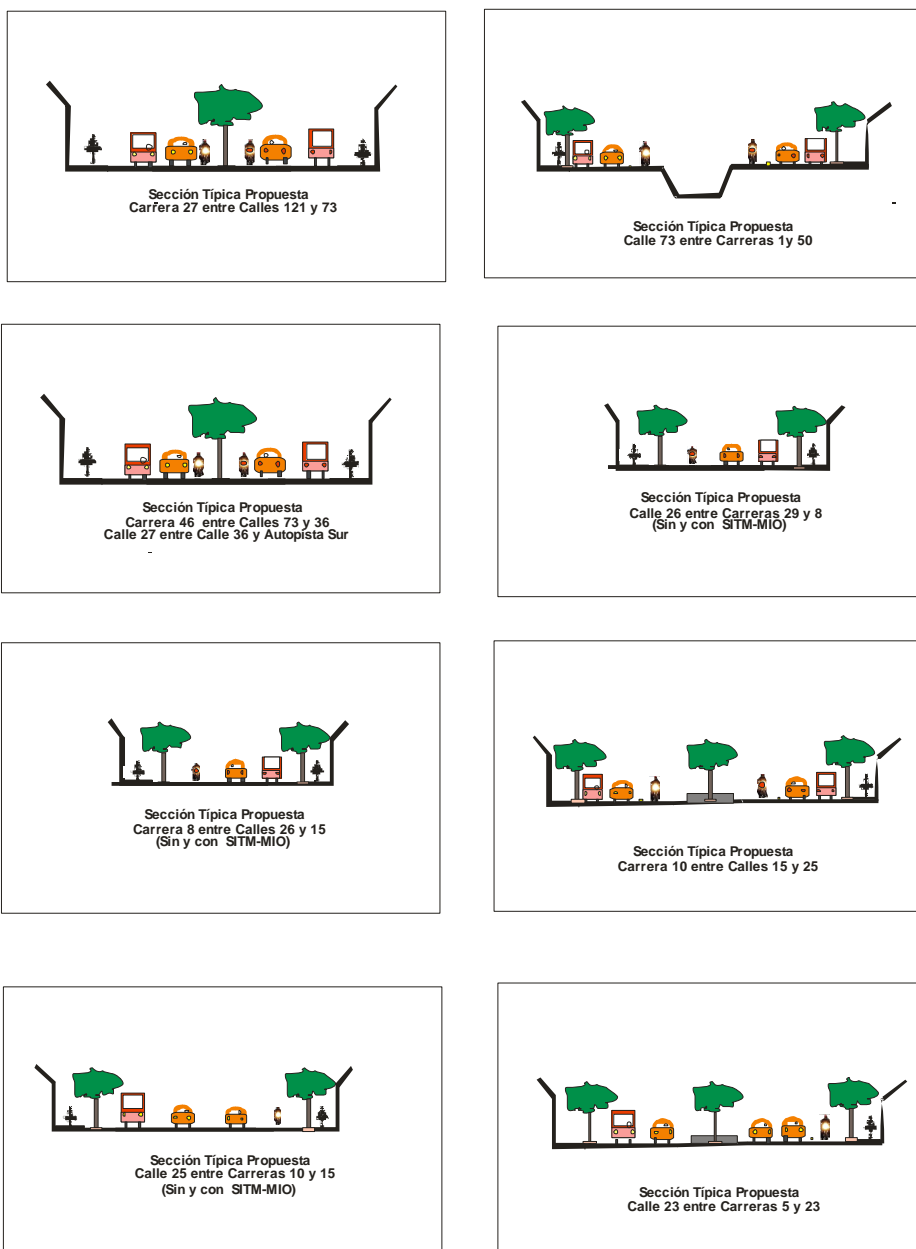 Sección Típica Propuesta
Carrera 27 entre Calles 121 y 73
Sección Típica Propuesta
Calle 73 entre Carreras 1y 50
Sección Típica Propuesta
Carrera 46 entre Calles 73 y 36
Calle 27 entre Calle 36 y Autopista Sur
Sección Típica Propuesta
Calle 26 entre Carreras 29 y 8
(Sin y con SITM-MIO)
Sección Típica Propuesta
Carrera 8 entre Calles 26 y 15
(Sin y con SITM-MIO)
Sección Típica Propuesta
Carrera 10 entre Calles 15 y 25
Sección Típica Propuesta
Calle 25 entre Carreras 10 y 15
(Sin y con SITM-MIO)
Sección Típica Propuesta
Calle 23 entre Carreras 5 y 23